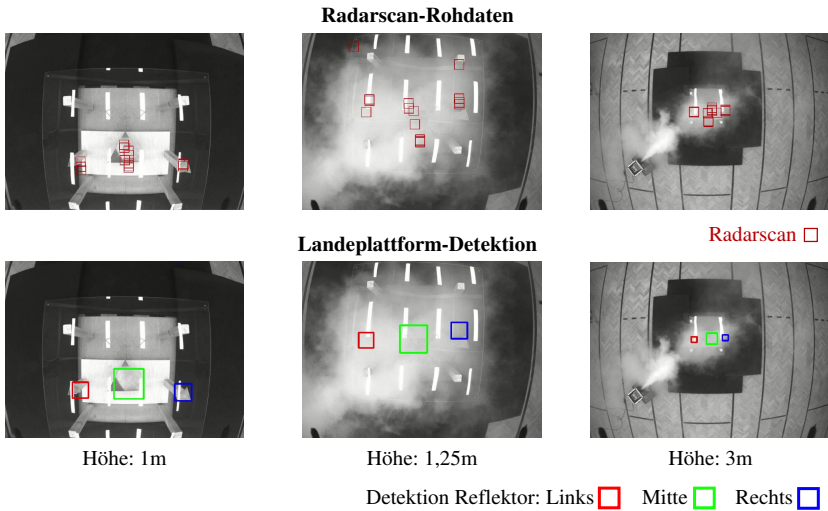 Radarscan-Rohdaten
Radarscan
Landeplattform-Detektion
Höhe: 1m
Höhe: 1,25m
Höhe: 3m
Detektion Reflektor: Links Mitte Rechts